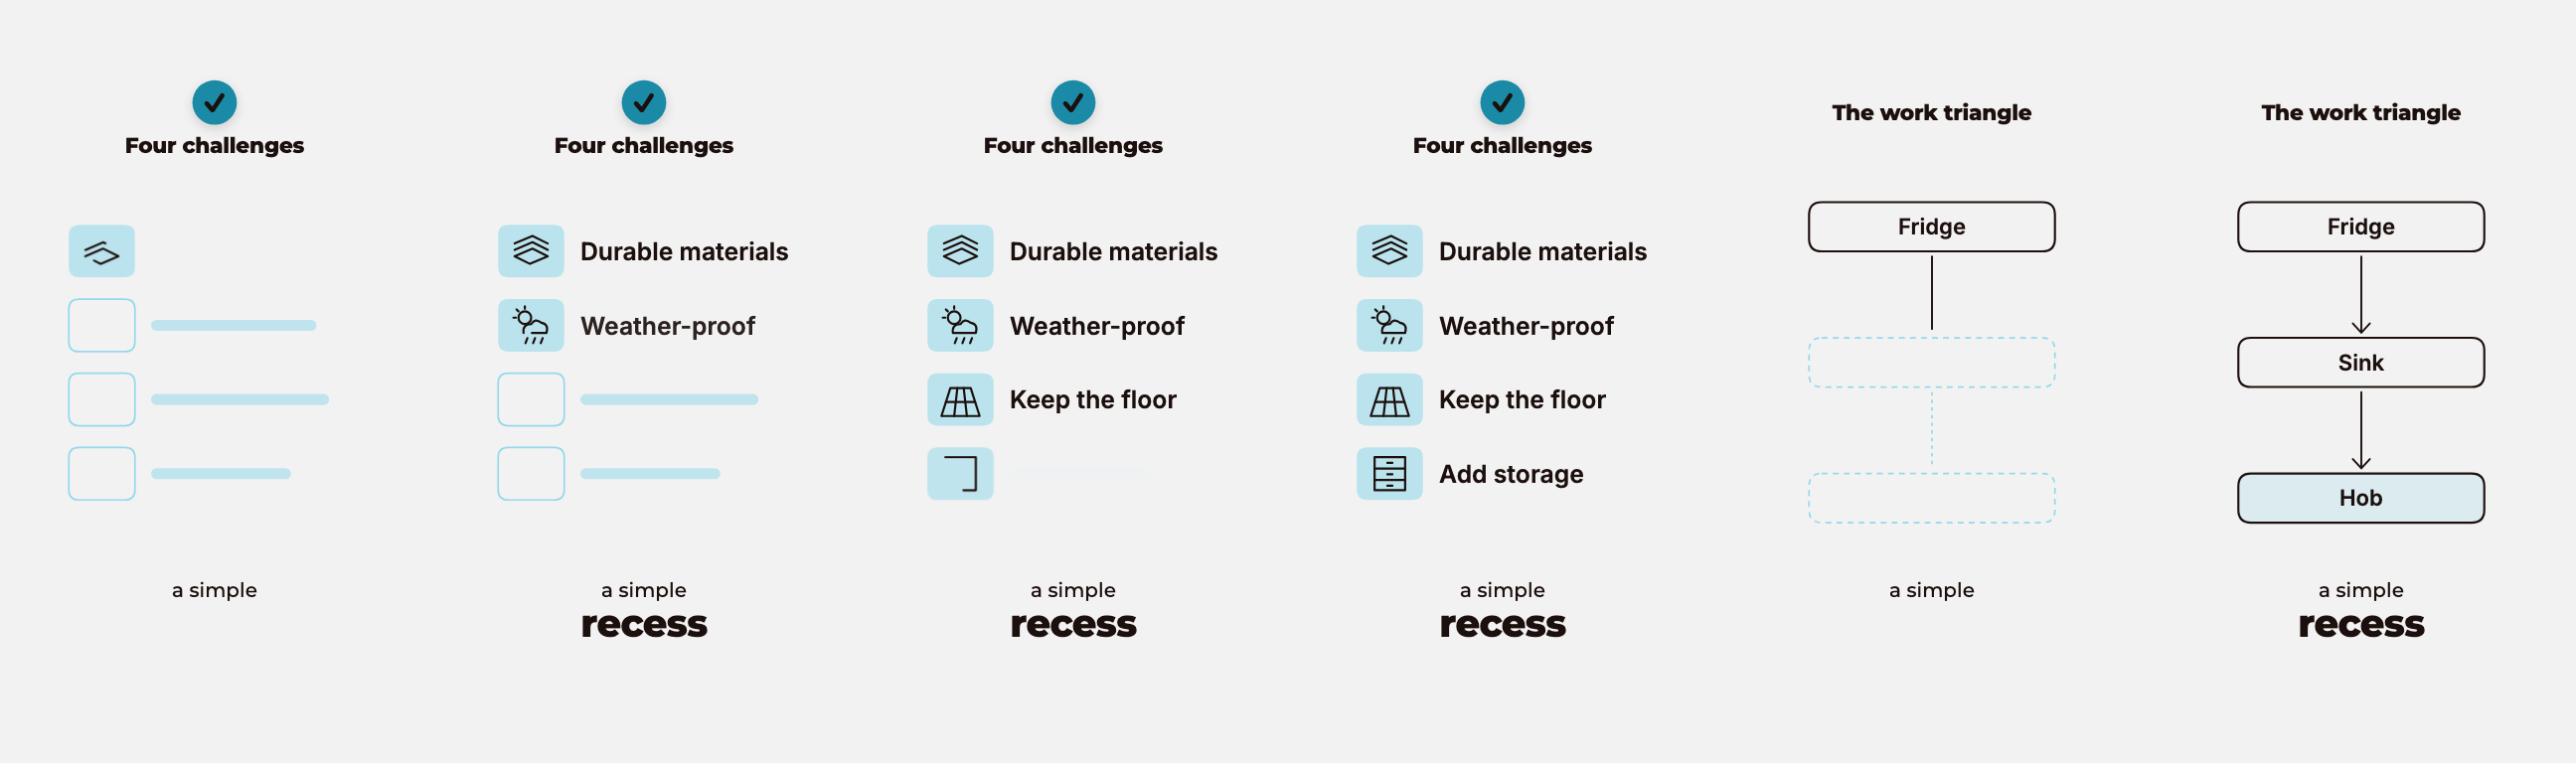 Four challenges
a simple
Four challenges
Durable materials
Weather-proof
a simple
recess
Four challenges
Durable materials
Weather-proof
Keep the floor
a simple
recess
Four challenges
Durable materials
Weather-proof
Keep the floor
Add storage
a simple
recess
The work triangle
Fridge
a simple
The work triangle
Fridge
Sink
Hob
a simple
recess